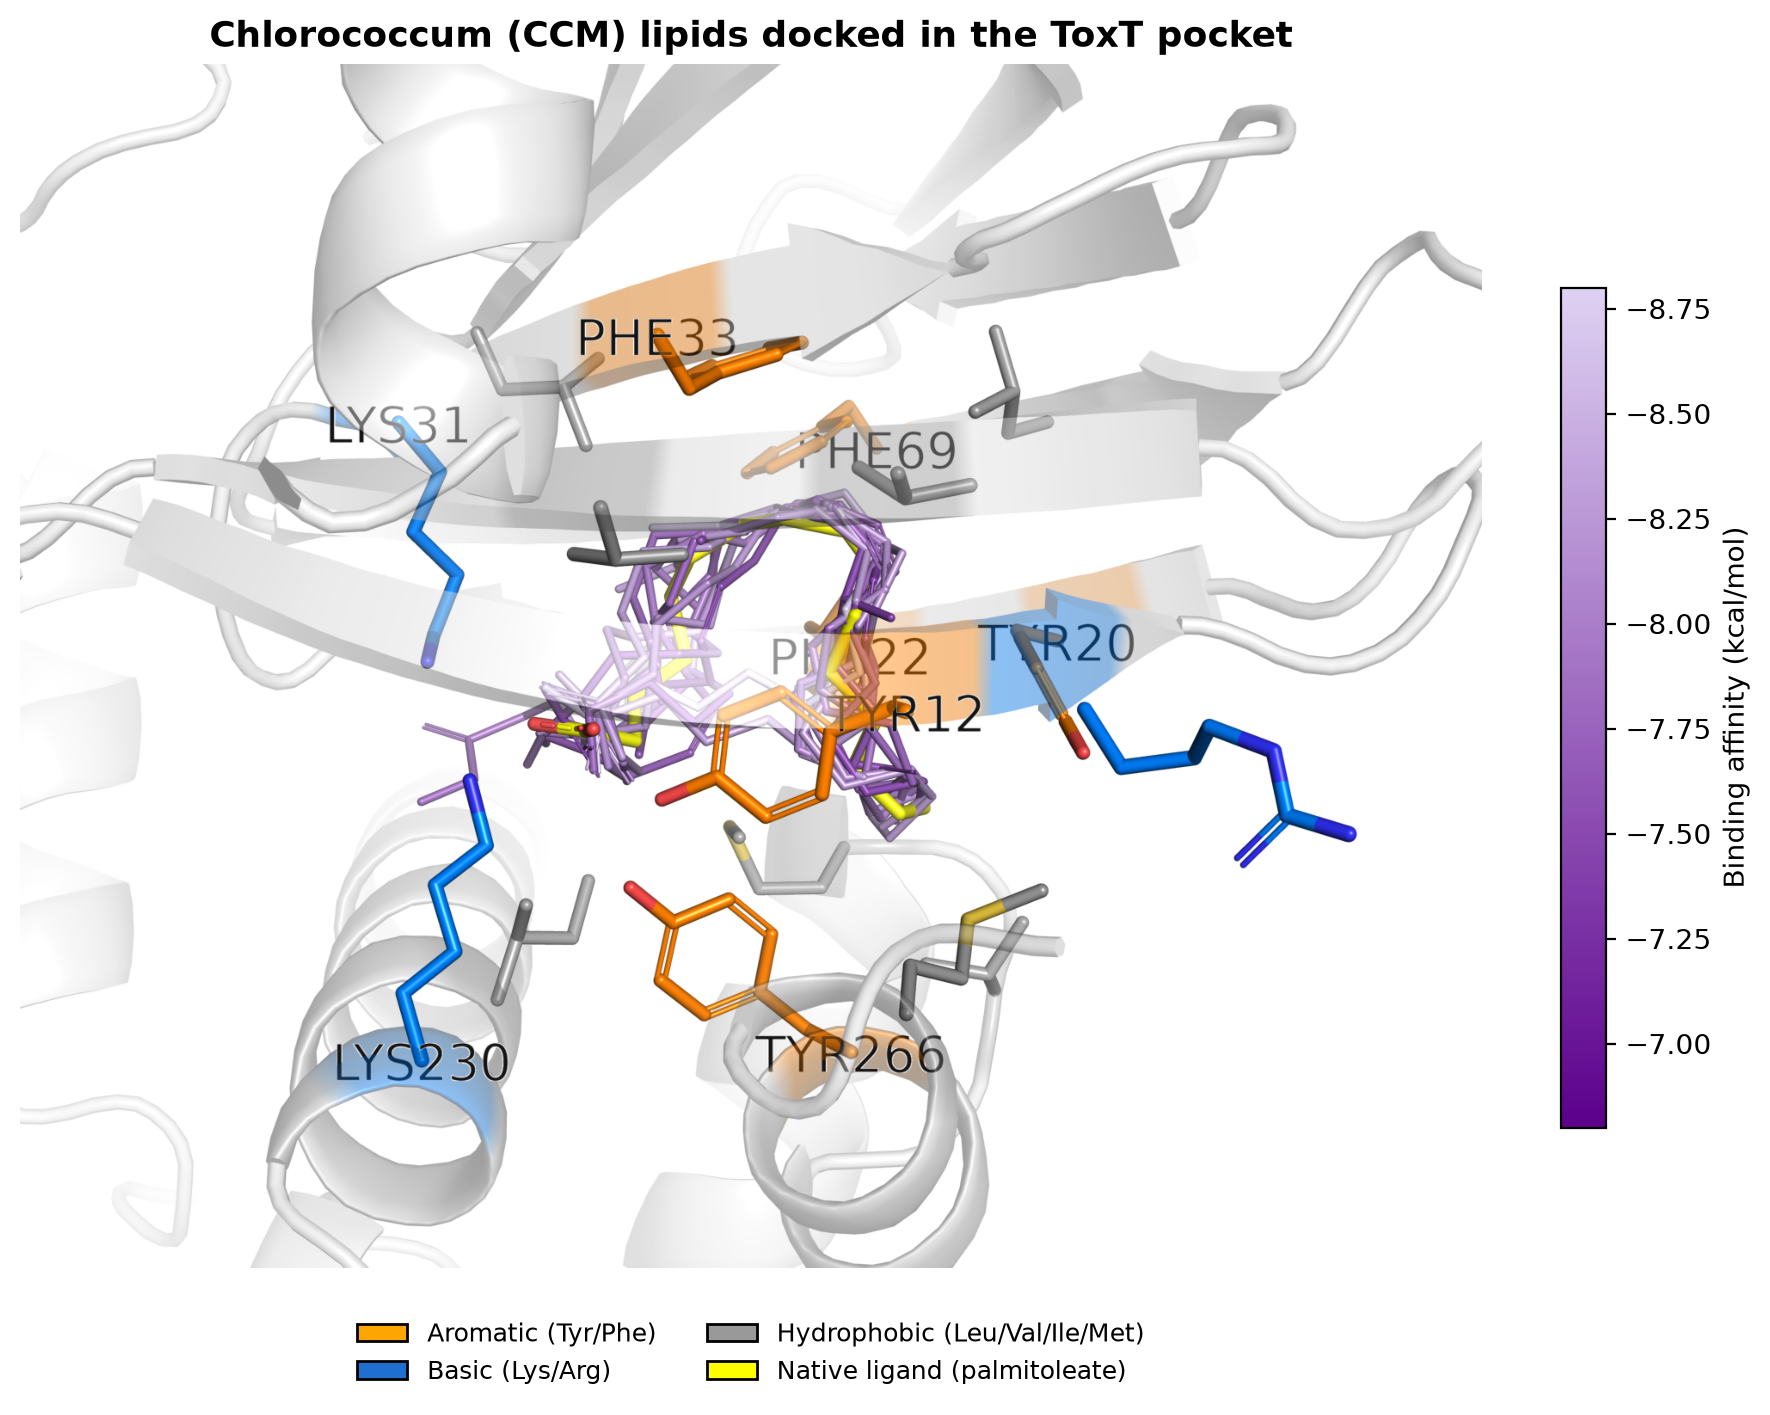 Chlorococcum (CCM) lipids docked in the ToxT pocket
PHE33
LYS31
PHE69
PHE22
TYR20
TYR12
LYS230
TYR266
−8.75
−8.50
−8.25
−8.00
−7.75
−7.50
−7.25
−7.00
Binding affinity (kcal/mol)
Aromatic (Tyr/Phe)
Basic (Lys/Arg)
Hydrophobic (Leu/Val/Ile/Met)
Native ligand (palmitoleate)